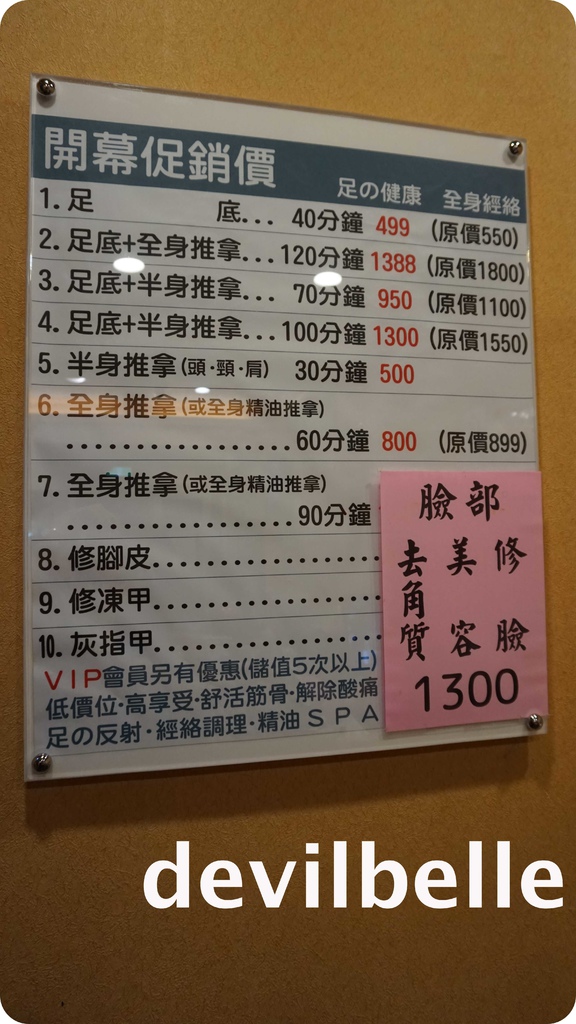 開幕促銷價 足の健康 全身經絡
1. 足 底... 40分鐘 499 (原價550)
2. 足底+全身推拿...120分鐘 1388 (原價1800)
3. 足底+半身推拿... 70分鐘 950 (原價1100)
4. 足底+半身推拿...100分鐘 1300 (原價1550)
5. 半身推拿(頭·頸·肩) 30分鐘 500
6. 全身推拿(或全身精油推拿)
.................60分鐘 800 (原價899)
7. 全身推拿(或全身精油推拿)
.................90分鐘
8. 修腳皮.................
9. 修凍甲.................
10. 灰指甲.................
VIP會員另有優惠(儲值5次以上)
低價位·高享受·舒活筋骨·解除酸痛
足の反射·經絡調理·精油SPA
臉部
修臉
美容
去角質
1300
devilbelle